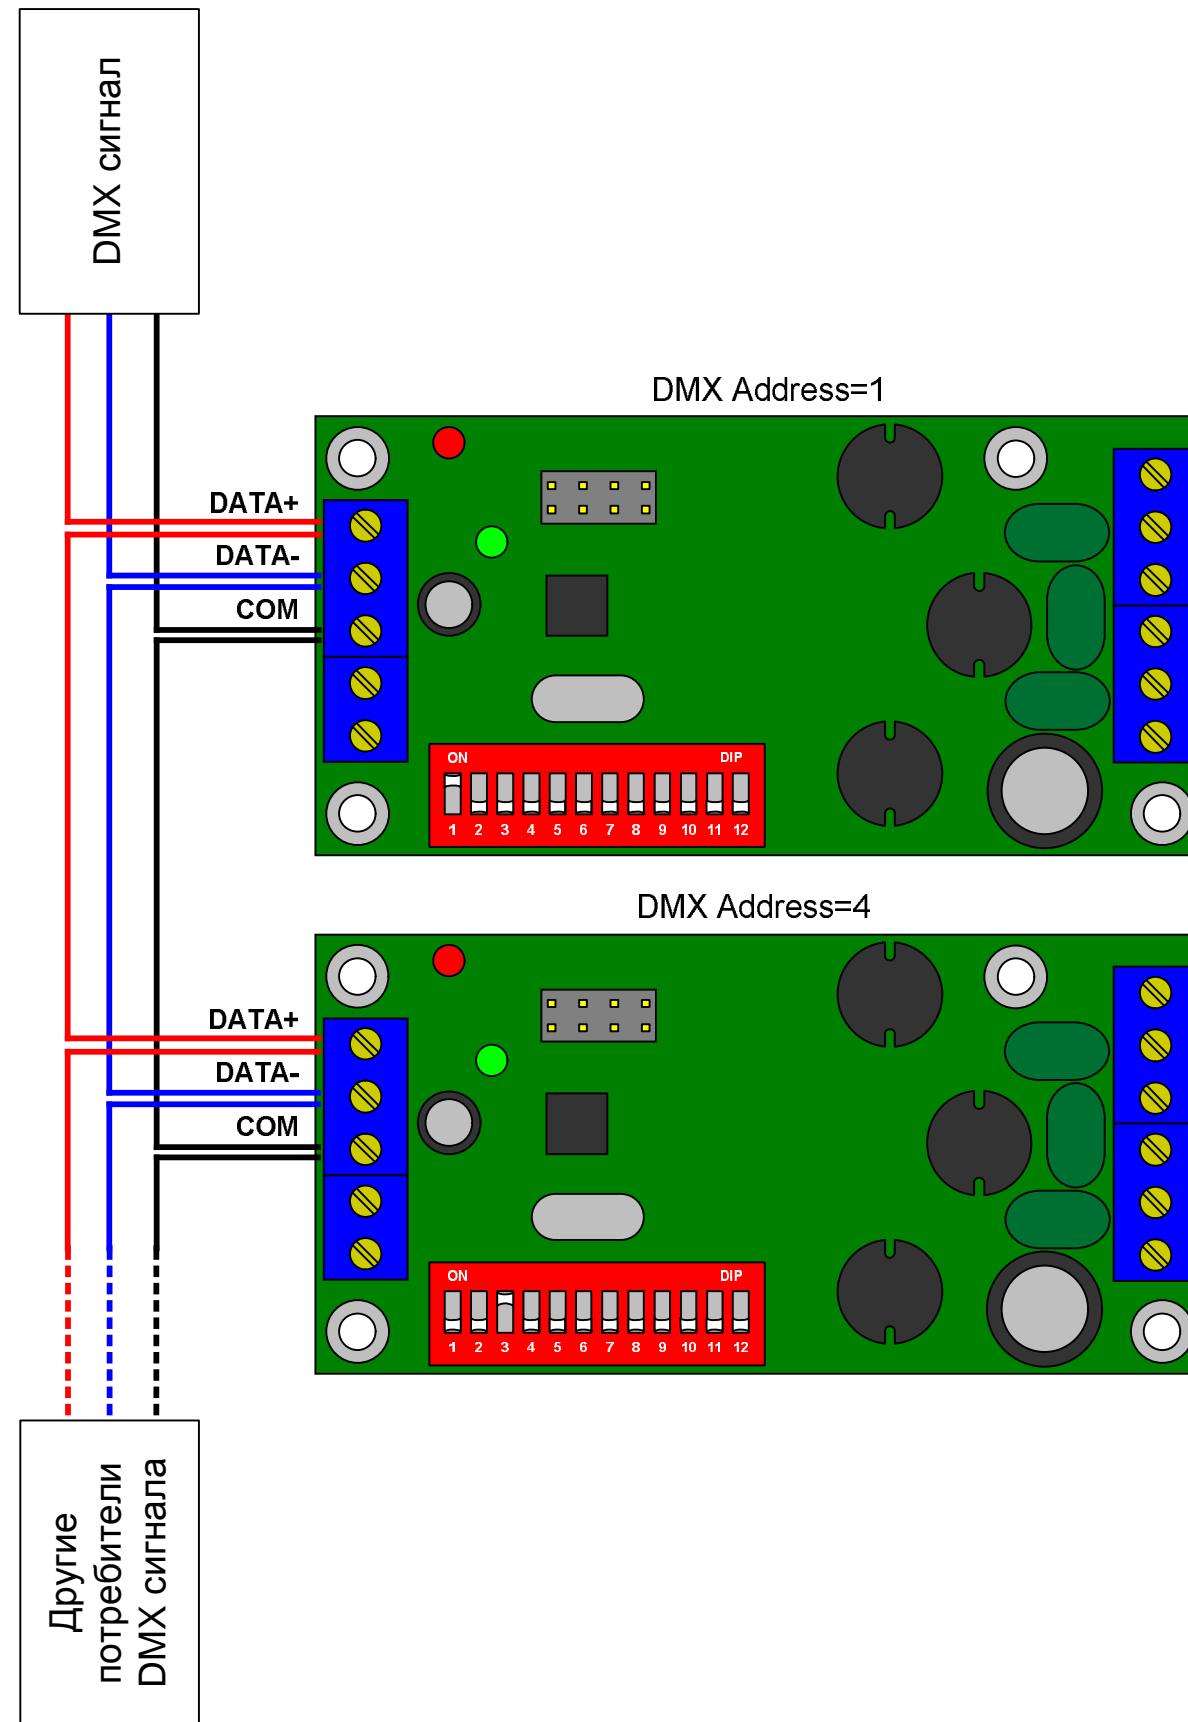 DMX сигнал
DMX Address=1
DATA+
DATA-
COM
ON DIP
1 2 3 4 5 6 7 8 9 10 11 12
DMX Address=4
DATA+
DATA-
COM
ON DIP
1 2 3 4 5 6 7 8 9 10 11 12
Другие
потребители
DMX сигнала